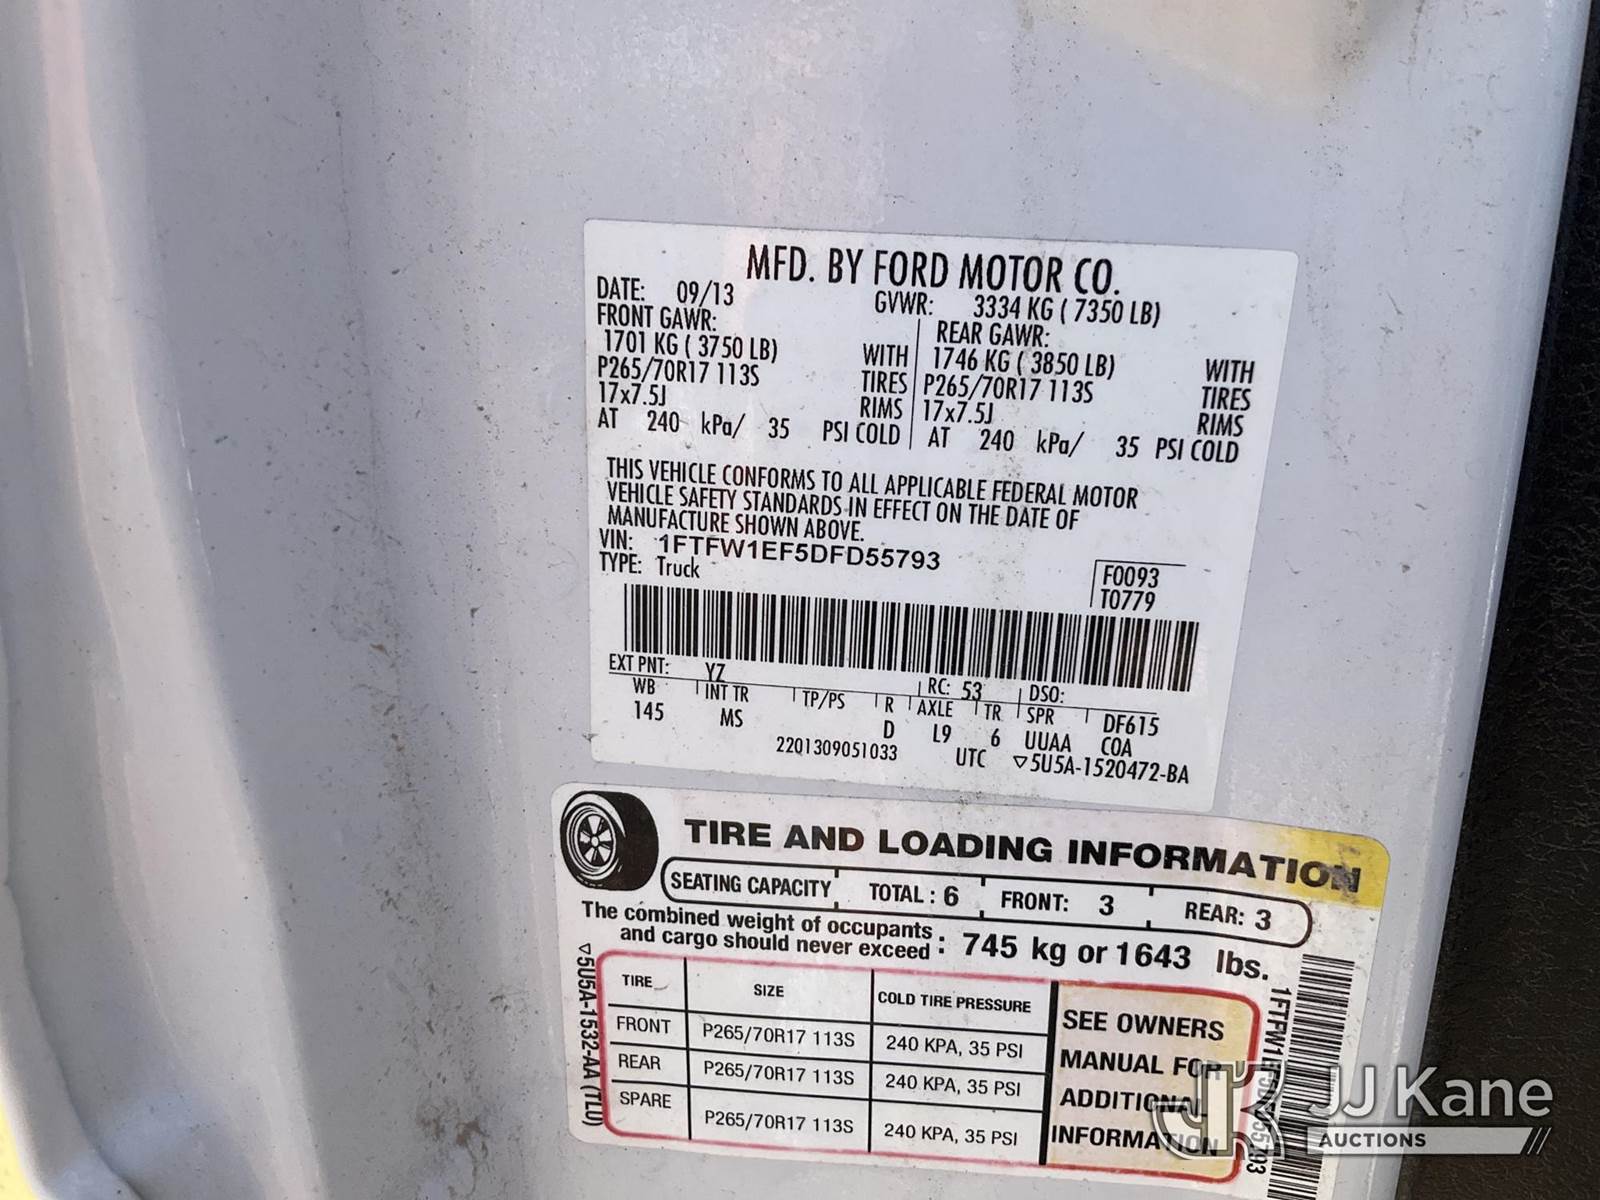 MFD. BY FORD MOTOR CO.
DATE: 09/13 GVWR: 3334 KG ( 7350 LB)
FRONT GAWR: REAR GAWR:
1701 KG ( 3750 LB) WITH 1746 KG ( 3850 LB) WITH
P265/70R17 113S TIRES P265/70R17 113S TIRES
17x7.5J RIMS 17x7.5J RIMS
AT 240 kPa/ 35 PSI COLD AT 240 kPa/ 35 PSI COLD
THIS VEHICLE CONFORMS TO ALL APPLICABLE FEDERAL MOTOR
VEHICLE SAFETY STANDARDS IN EFFECT ON THE DATE OF
MANUFACTURE SHOWN ABOVE.
VIN: 1FTFW1EF5DFD55793
TYPE: Truck
F0093
T0779
EXT PNT: YZ RC: 53 DSO:
WB INT TR TP/PS R AXLE TR SPR DF615
145 MS D L9 6 UUAA COA
22Q1309051033 UTC ▽5U5A-1520472-BA
TIRE AND LOADING INFORMATION
SEATING CAPACITY TOTAL : 6 FRONT: 3 REAR: 3
The combined weight of occupants
and cargo should never exceed : 745 kg or 1643 lbs.
TIRE SIZE COLD TIRE PRESSURE
FRONT P265/70R17 113S 240 KPA, 35 PSI
REAR P265/70R17 113S 240 KPA, 35 PSI
SPARE P265/70R17 113S 240 KPA, 35 PSI
SEE OWNERS
MANUAL FOR
ADDITIONAL
INFORMATION
▽5U5A-1532-AA (TLU)
1FTFW1EF5DFD55793
JJ Kane
AUCTIONS